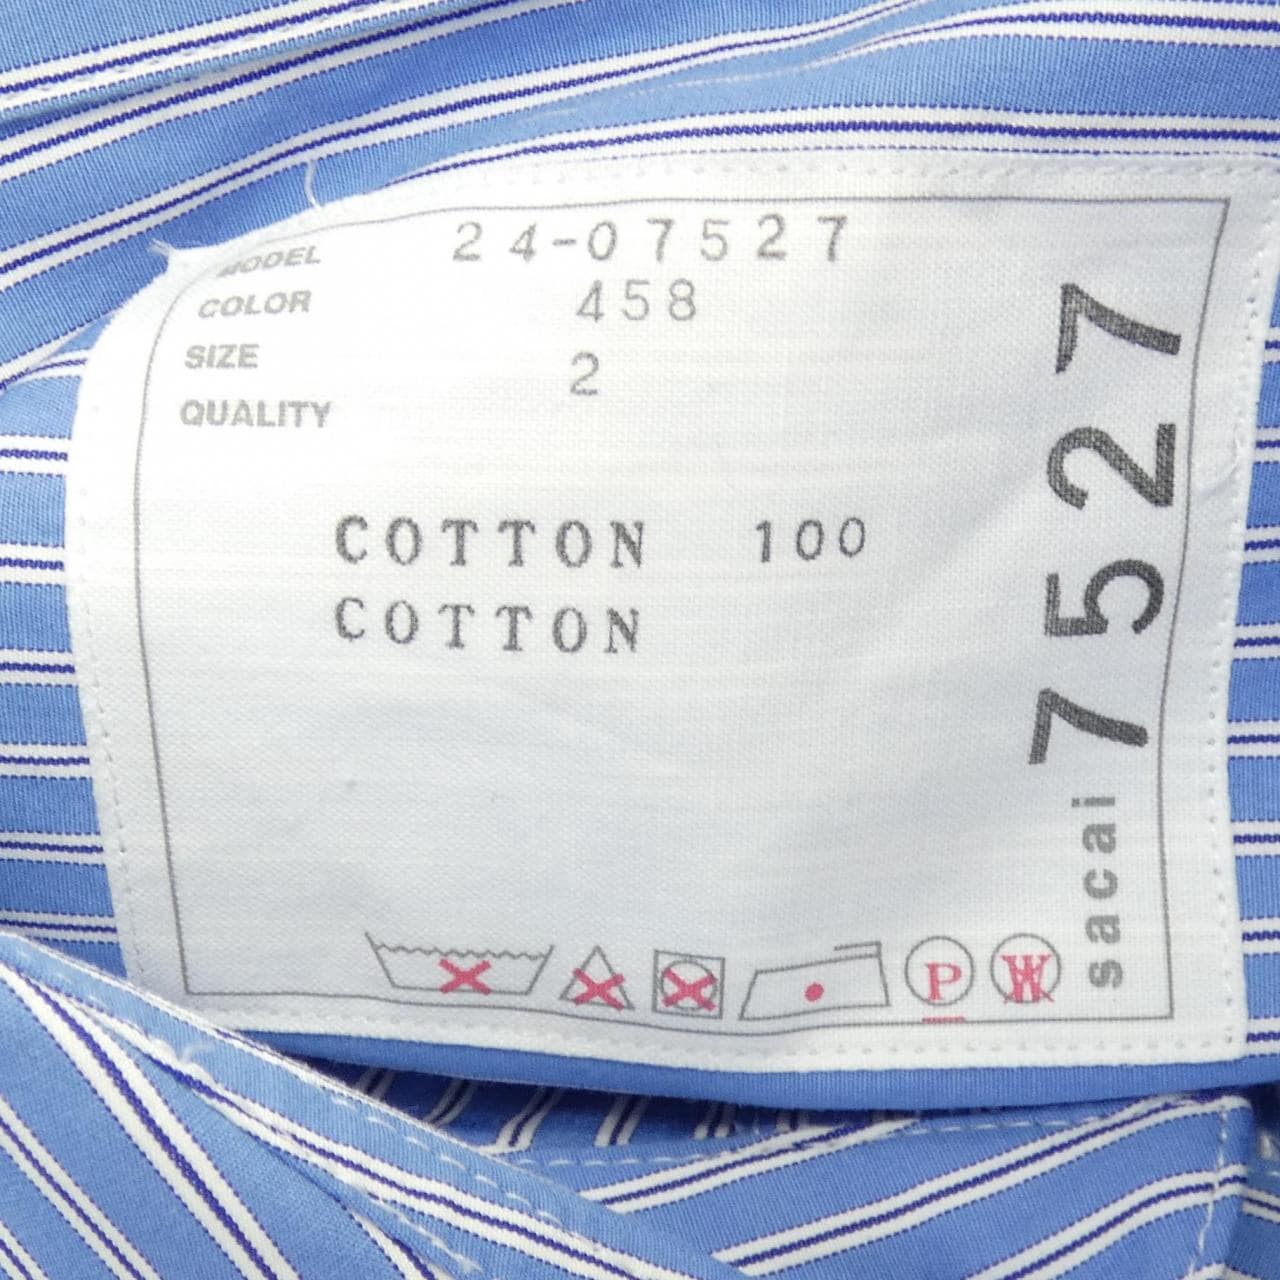 MODEL 24-07527
COLOR 458
SIZE 2
QUALITY
COTTON 100
COTTON
sacai 7527
P
W